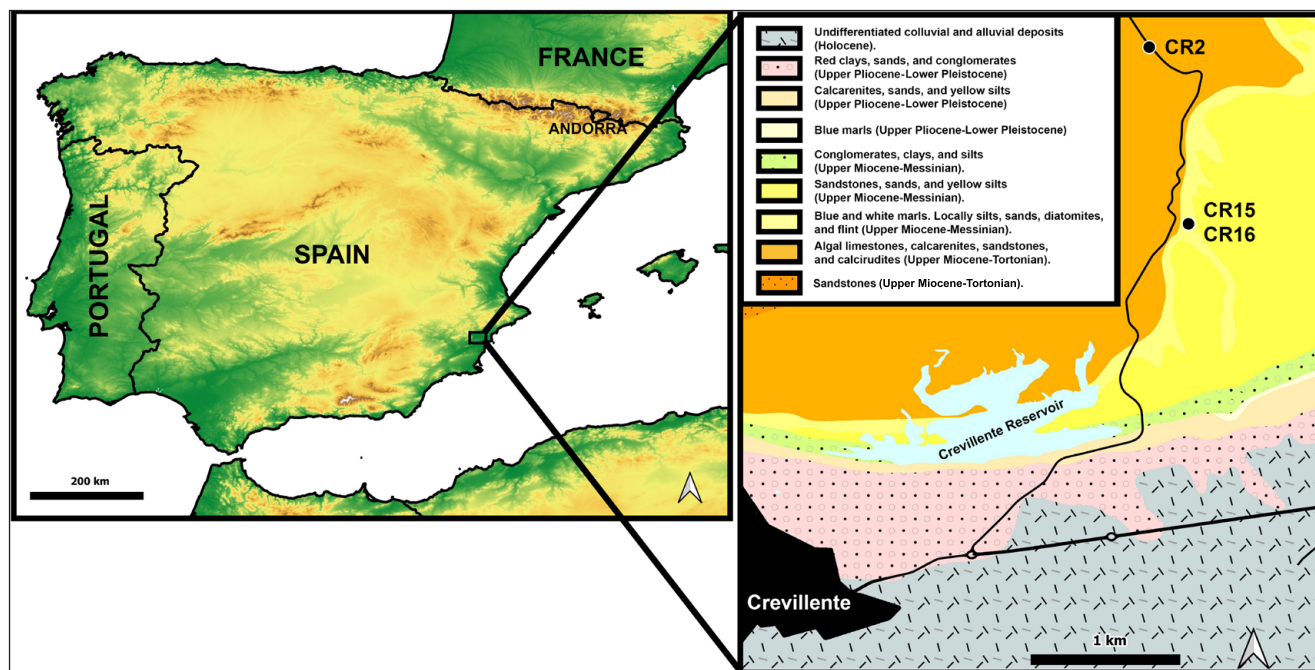 FRANCE
ANDORRA
PORTUGAL
SPAIN
200 km
Undifferentiated colluvial and alluvial deposits
(Holocene).
Red clays, sands, and conglomerates
(Upper Pliocene-Lower Pleistocene)
Calcarenites, sands, and yellow silts
(Upper Pliocene-Lower Pleistocene)
Blue marls (Upper Pliocene-Lower Pleistocene)
Conglomerates, clays, and silts
(Upper Miocene-Messinian).
Sandstones, sands, and yellow silts
(Upper Miocene-Messinian).
Blue and white marls. Locally silts, sands, diatomites,
and flint (Upper Miocene-Messinian).
Algal limestones, calcarenites, sandstones,
and calcirudites (Upper Miocene-Tortonian).
Sandstones (Upper Miocene-Tortonian).
CR2
CR15
CR16
Crevillente Reservoir
Crevillente
1 km